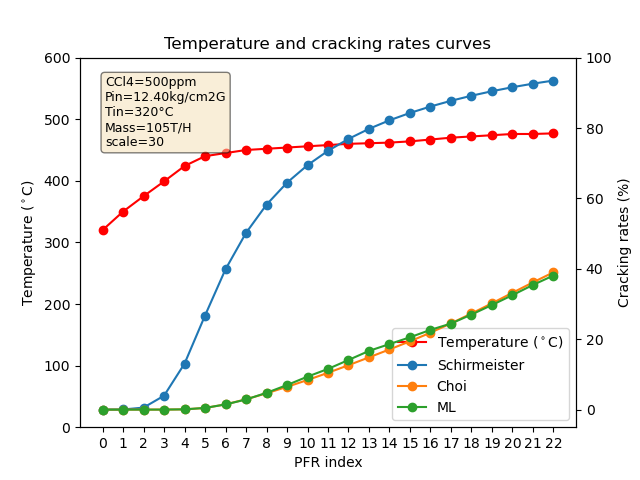 Temperature and cracking rates curves
CCl4=500ppm
Pin=12.40kg/cm2G
Tin=320°C
Mass=105T/H
scale=30
600
500
400
300
200
100
0
Temperature (°C)
100
80
60
40
20
0
Cracking rates (%)
Temperature (°C)
Schirmeister
Choi
ML
0 1 2 3 4 5 6 7 8 9 10 11 12 13 14 15 16 17 18 19 20 21 22
PFR index